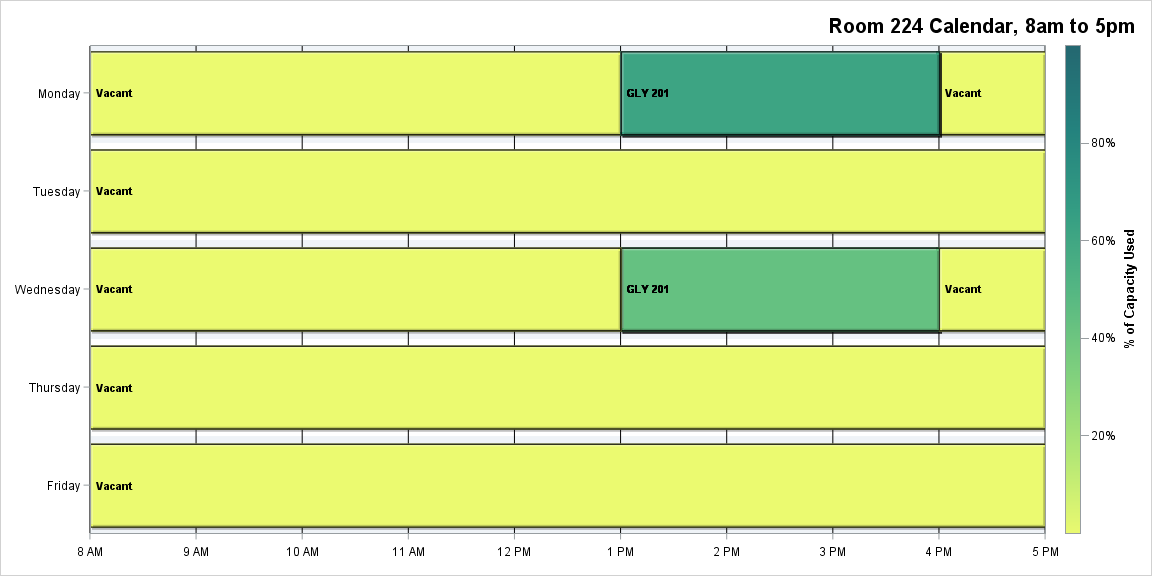 Room 224 Calendar, 8am to 5pm
Monday
Vacant
GLY 201
Vacant
Tuesday
Vacant
Wednesday
Vacant
GLY 201
Vacant
Thursday
Vacant
Friday
Vacant
8 AM
9 AM
10 AM
11 AM
12 PM
1 PM
2 PM
3 PM
4 PM
5 PM
80%
60%
40%
20%
% of Capacity Used